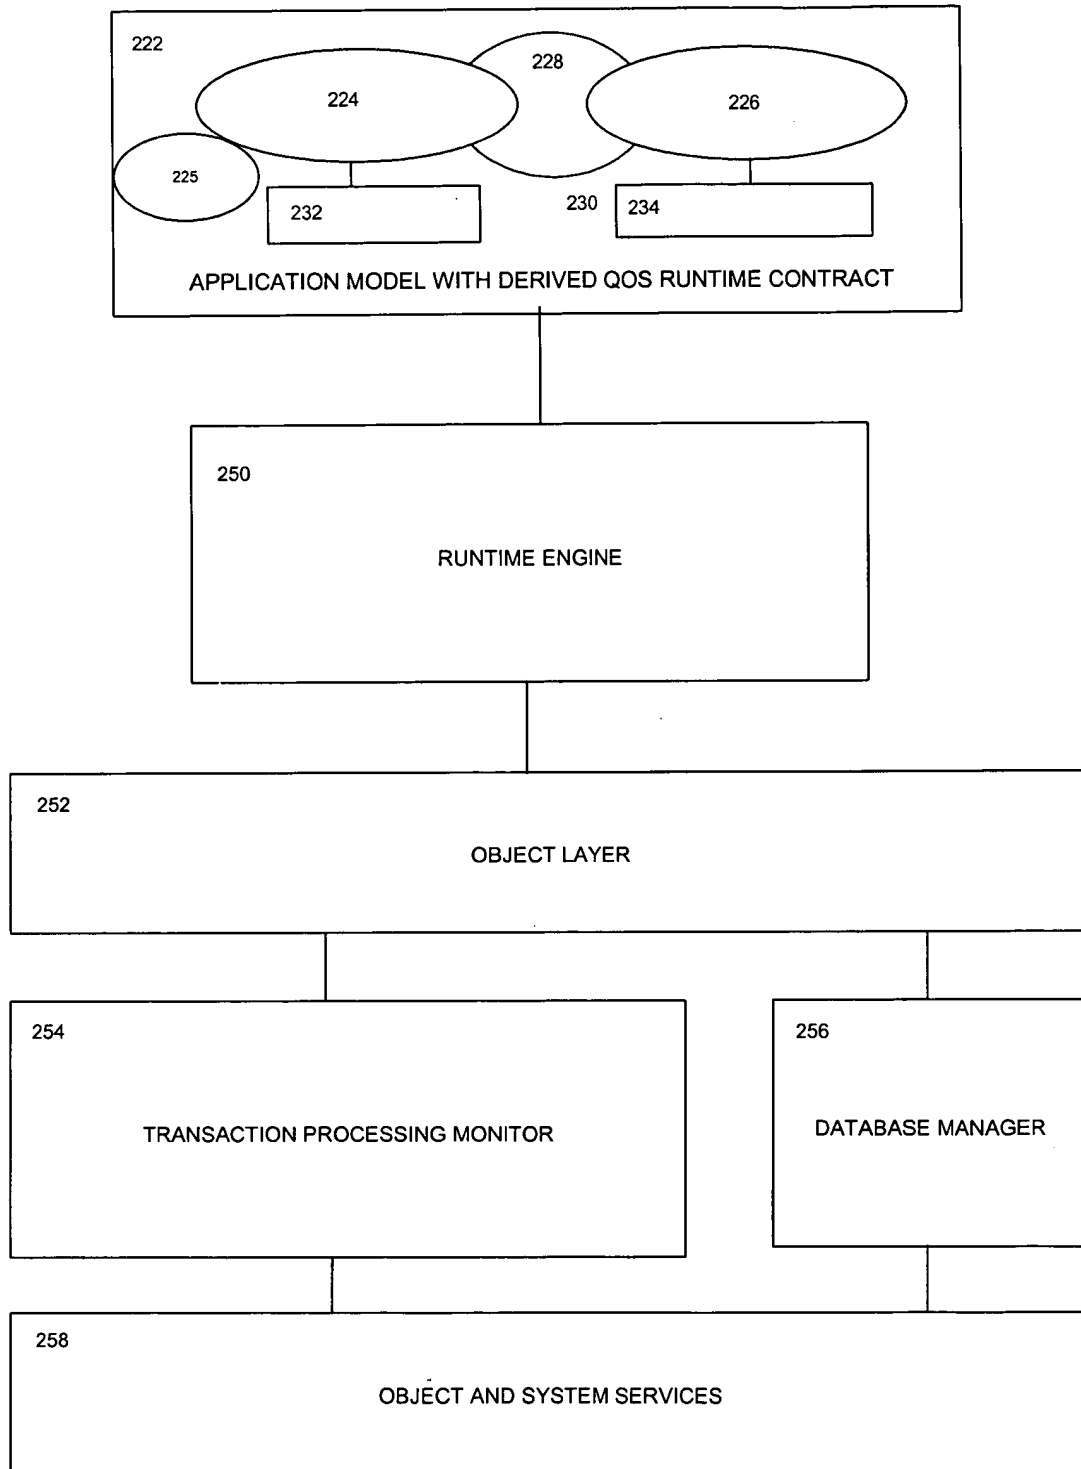 222
228
224
226
225
232
230
234
APPLICATION MODEL WITH DERIVED QOS RUNTIME CONTRACT
250
RUNTIME ENGINE
252
OBJECT LAYER
254
256
TRANSACTION PROCESSING MONITOR
DATABASE MANAGER
258
OBJECT AND SYSTEM SERVICES